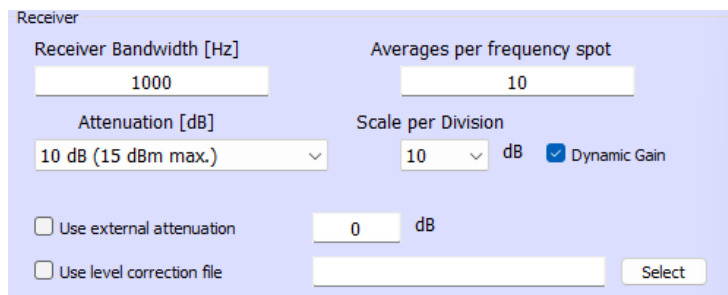 Receiver
Receiver Bandwidth [Hz] Averages per frequency spot
1000 10
Attenuation [dB] Scale per Division
10 dB (15 dBm max.) 10 dB Dynamic Gain
Use external attenuation 0 dB
Use level correction file Select